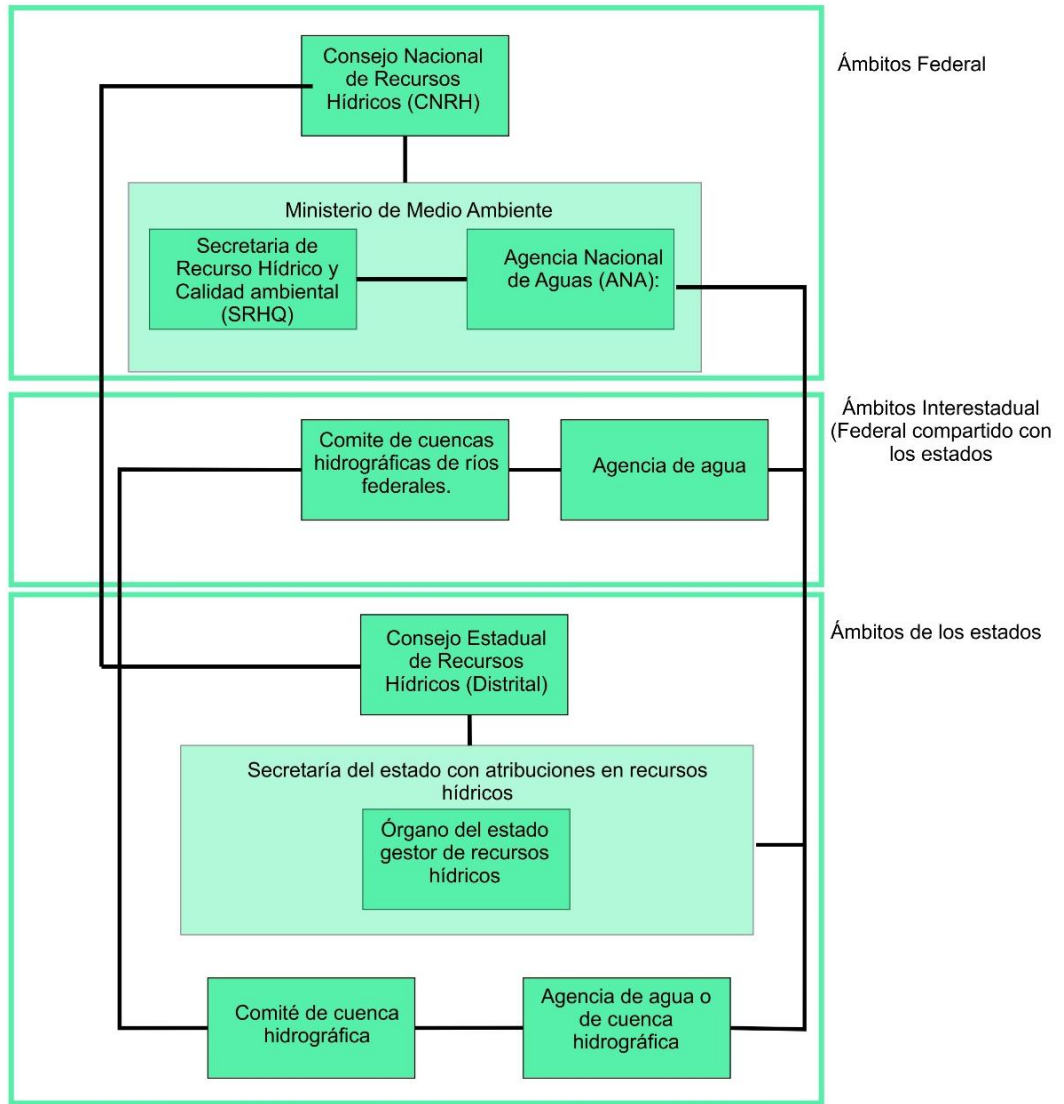 Consejo Nacional
de Recursos
Hídricos (CNRH)
Ámbitos Federal
Ministerio de Medio Ambiente
Secretaria de
Recurso Hídrico y
Calidad ambiental
(SRHQ)
Agencia Nacional
de Aguas (ANA):
Ámbitos Interestadual
(Federal compartido con
los estados
Comite de cuencas
hidrográficas de ríos
federales.
Agencia de agua
Ámbitos de los estados
Consejo Estadual
de Recursos
Hídricos (Distrital)
Secretaría del estado con atribuciones en recursos
hídricos
Órgano del estado
gestor de recursos
hídricos
Comité de cuenca
hidrográfica
Agencia de agua o
de cuenca
hidrográfica